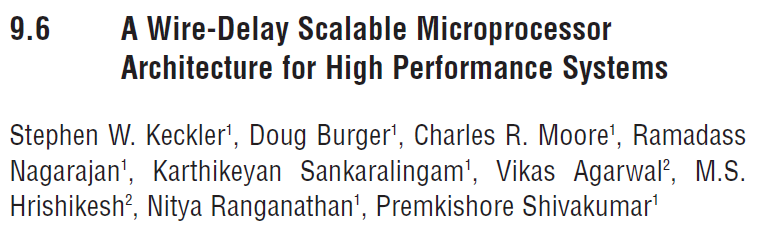 9.6 A Wire-Delay Scalable Microprocessor
Architecture for High Performance Systems
Stephen W. Keckler¹, Doug Burger¹, Charles R. Moore¹, Ramadass
Nagarajan¹, Karthikeyan Sankaralingam¹, Vikas Agarwal², M.S.
Hrishikesh², Nitya Ranganathan¹, Premkishore Shivakumar¹